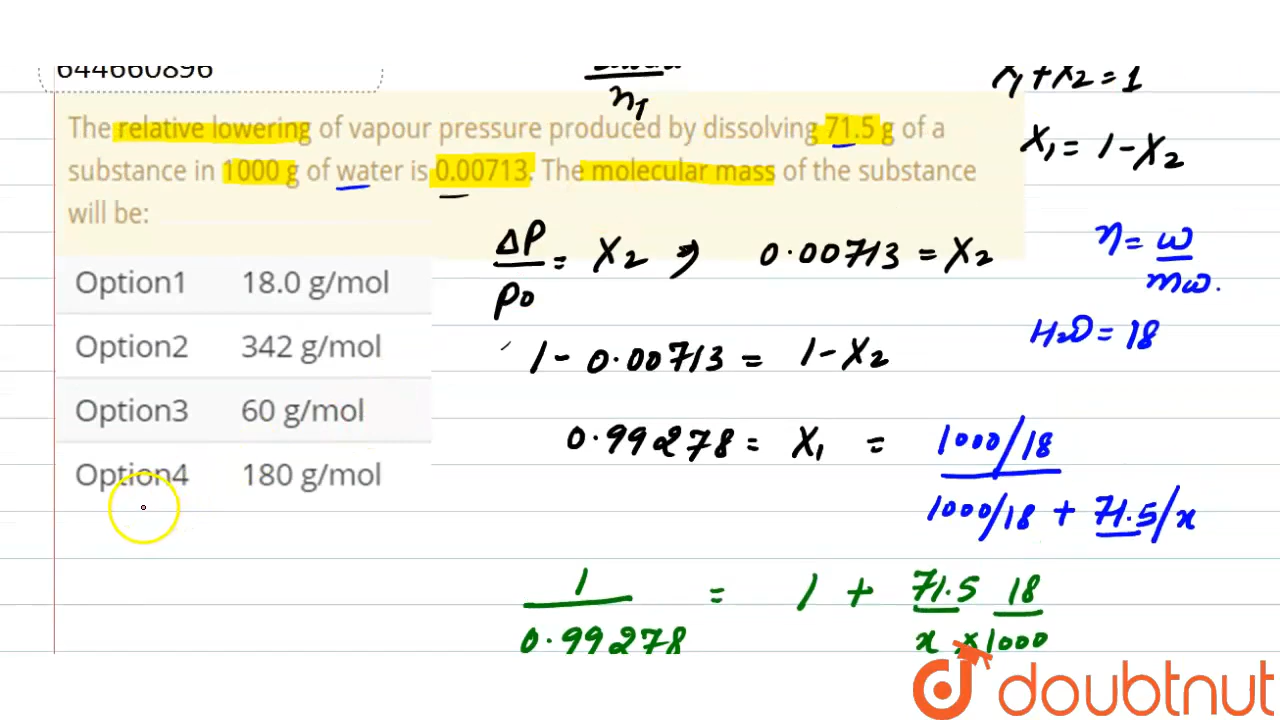 644660896
n1
x1 + x2 = 1
The relative lowering of vapour pressure produced by dissolving 71.5 g of a
substance in 1000 g of water is 0.00713. The molecular mass of the substance
will be:
x1 = 1 - x2
ΔP/P0 = x2 ⇒ 0.00713 = x2
n = w/mw.
Option1 18.0 g/mol
H2O = 18
Option2 342 g/mol
1 - 0.00713 = 1 - x2
Option3 60 g/mol
0.99278 = x1 = 1000/18
1000/18 + 71.5/x
Option4 180 g/mol
1 = 1 + 71.5 18
0.99278 x × 1000
doubtnut